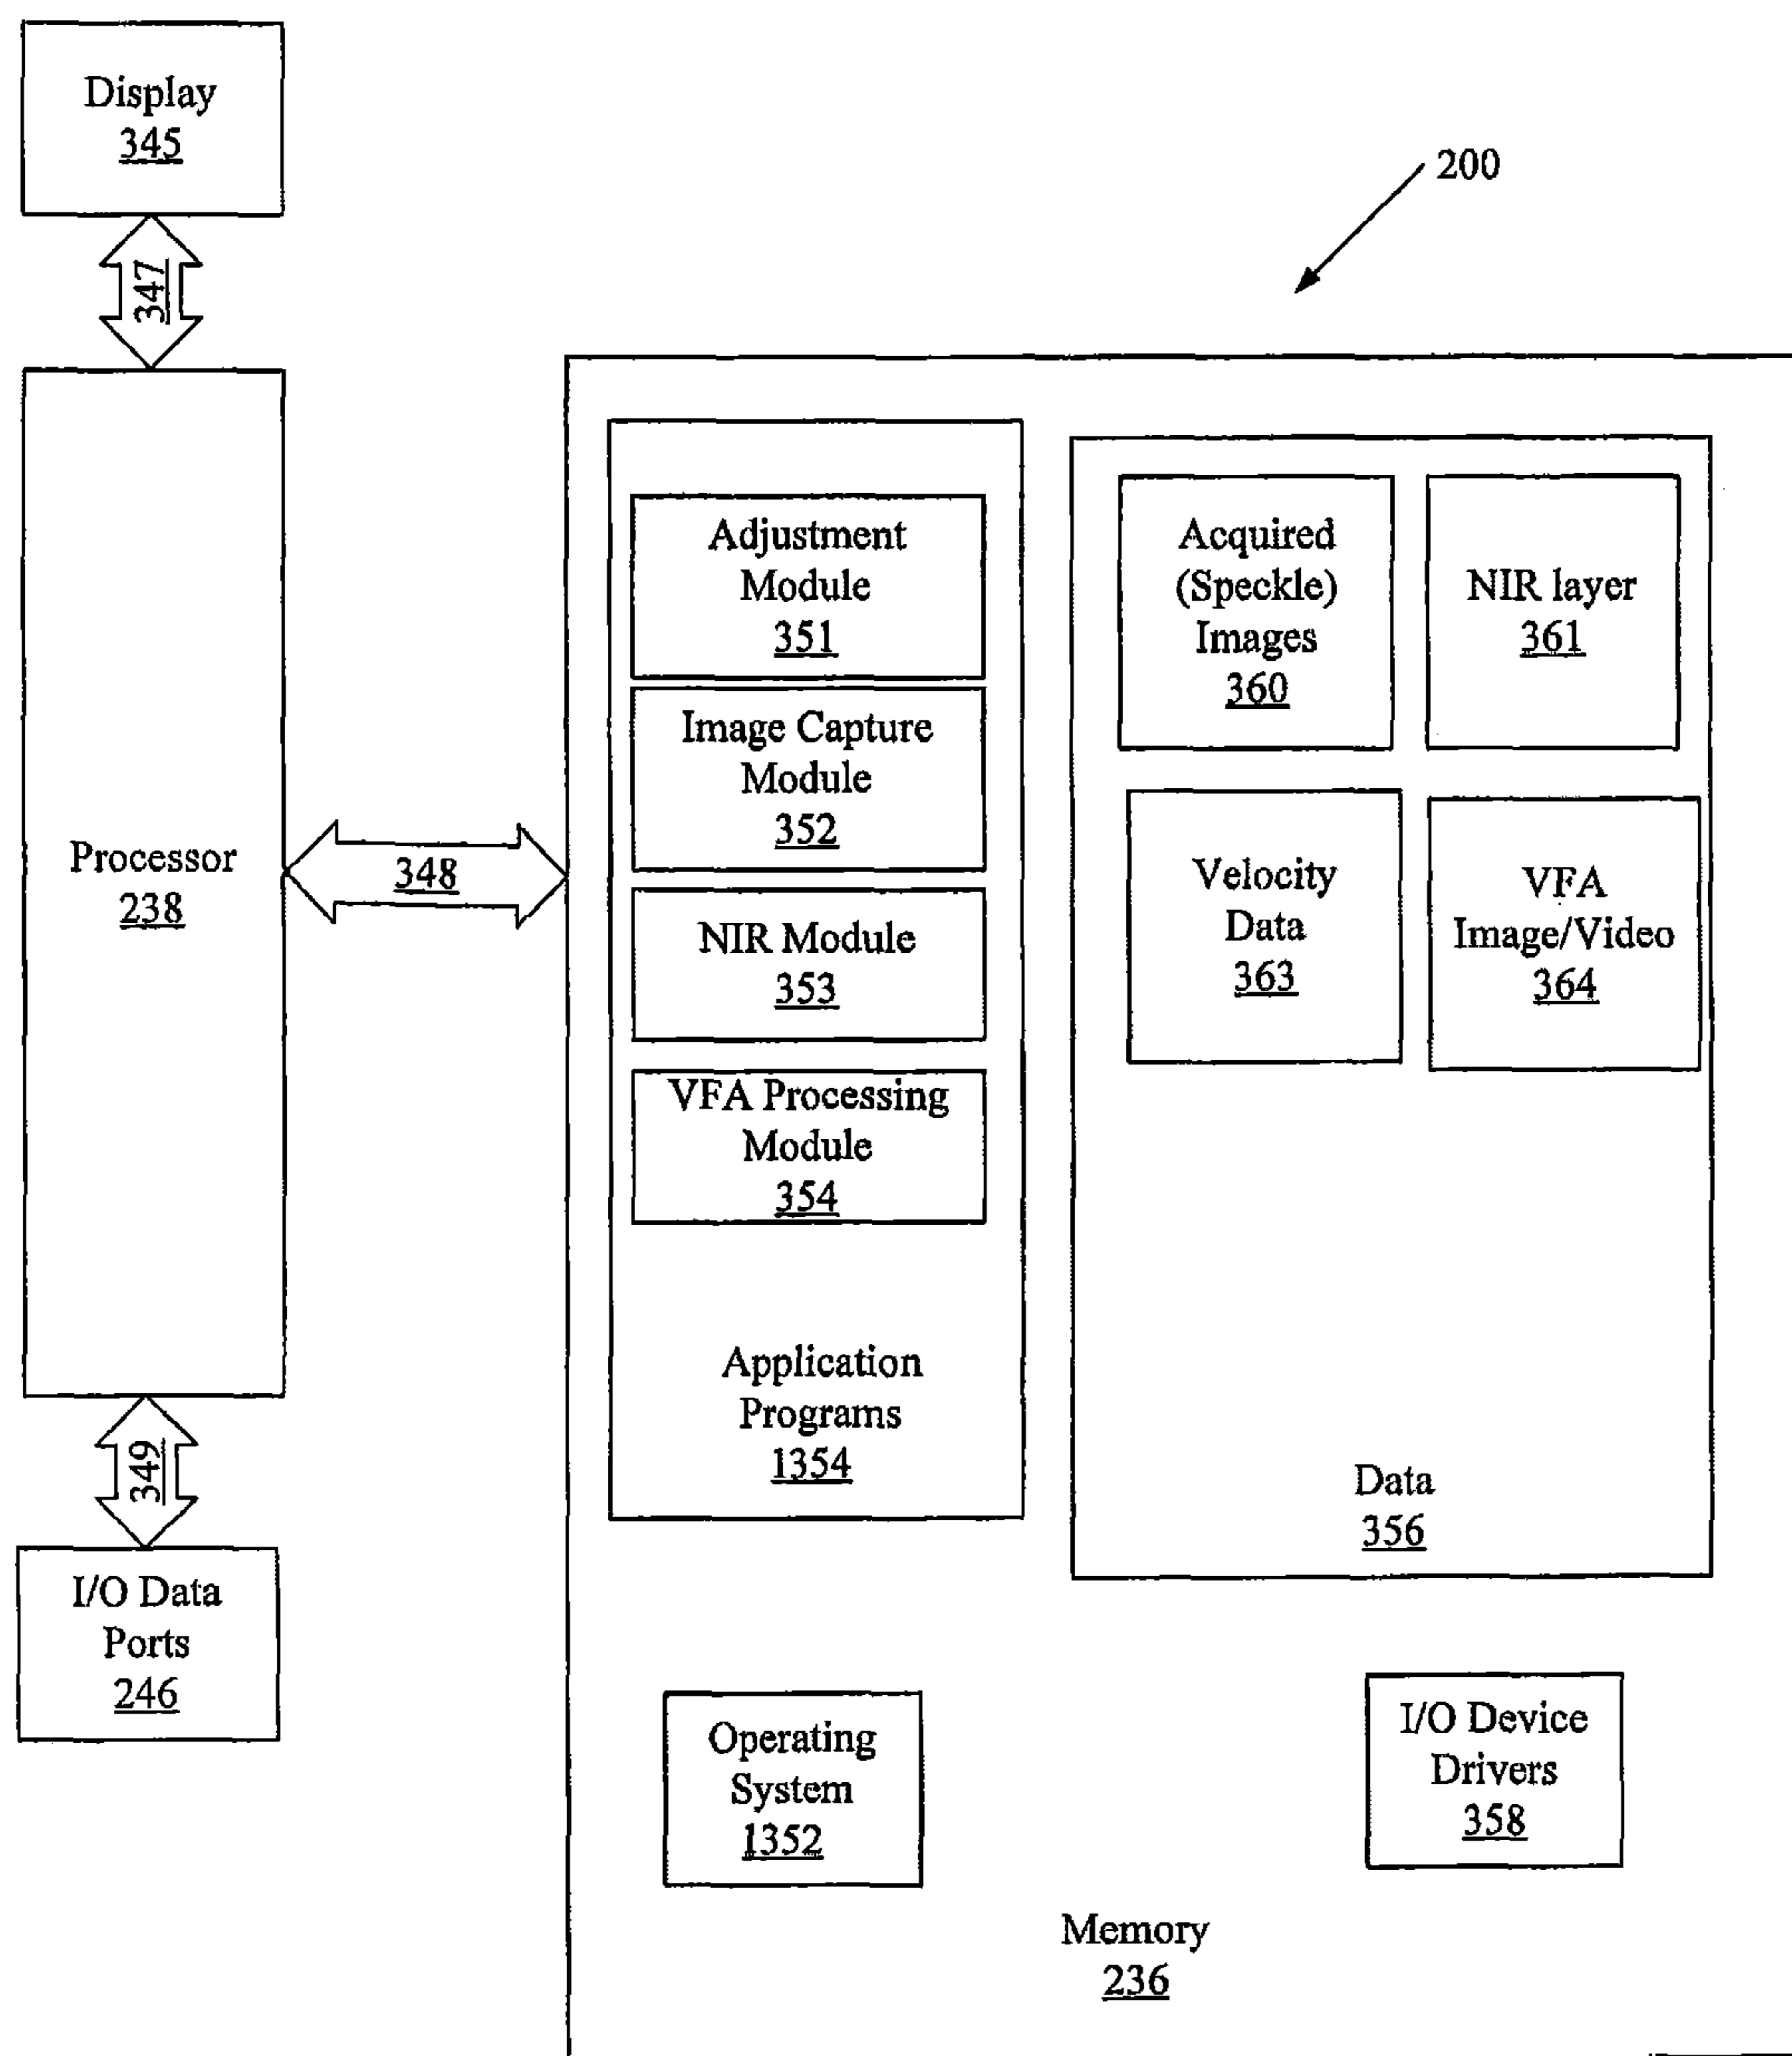 Display
345
347
200
Processor
238
348
349
I/O Data
Ports
246
Adjustment
Module
351
Image Capture
Module
352
NIR Module
353
VFA Processing
Module
354
Application
Programs
1354
Acquired
(Speckle)
Images
360
NIR layer
361
Velocity
Data
363
VFA
Image/Video
364
Data
356
Operating
System
1352
I/O Device
Drivers
358
Memory
236